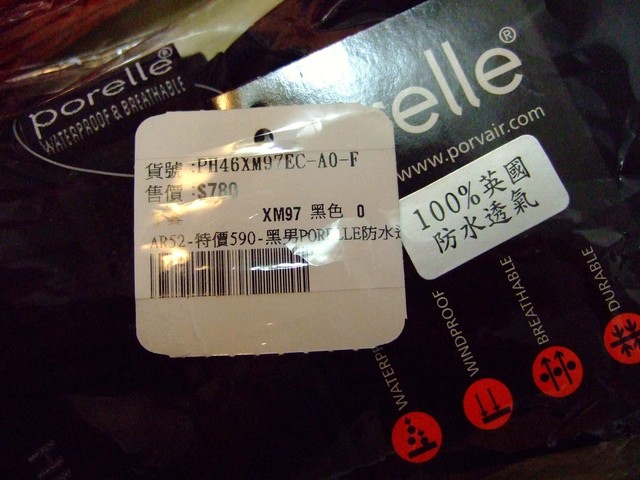 porelle®
WATERPROOF & BREATHABLE
relle®
www.porvair.com
100%英國
防水透氣
貨號:PH46XM97EC-A0-F
售價:$780
XM97 黑色 0
AR52-特價590-黑男PORELLE防水透
WATERP
WINDPROOF
BREATHABLE
DURABLE